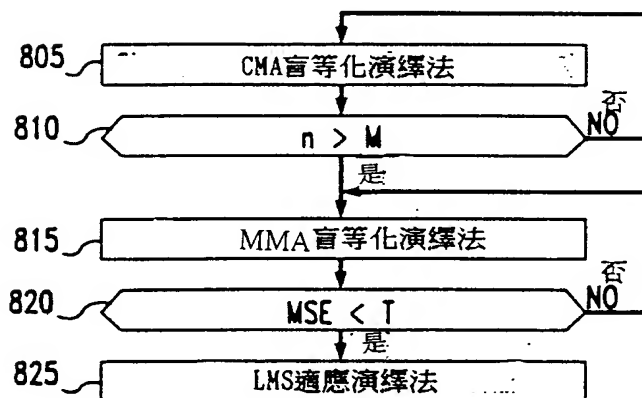 805
CMA盲等化演繹法
否
810
n > M
NO
是
815
MMA盲等化演繹法
否
820
MSE < T
NO
是
825
LMS適應演繹法